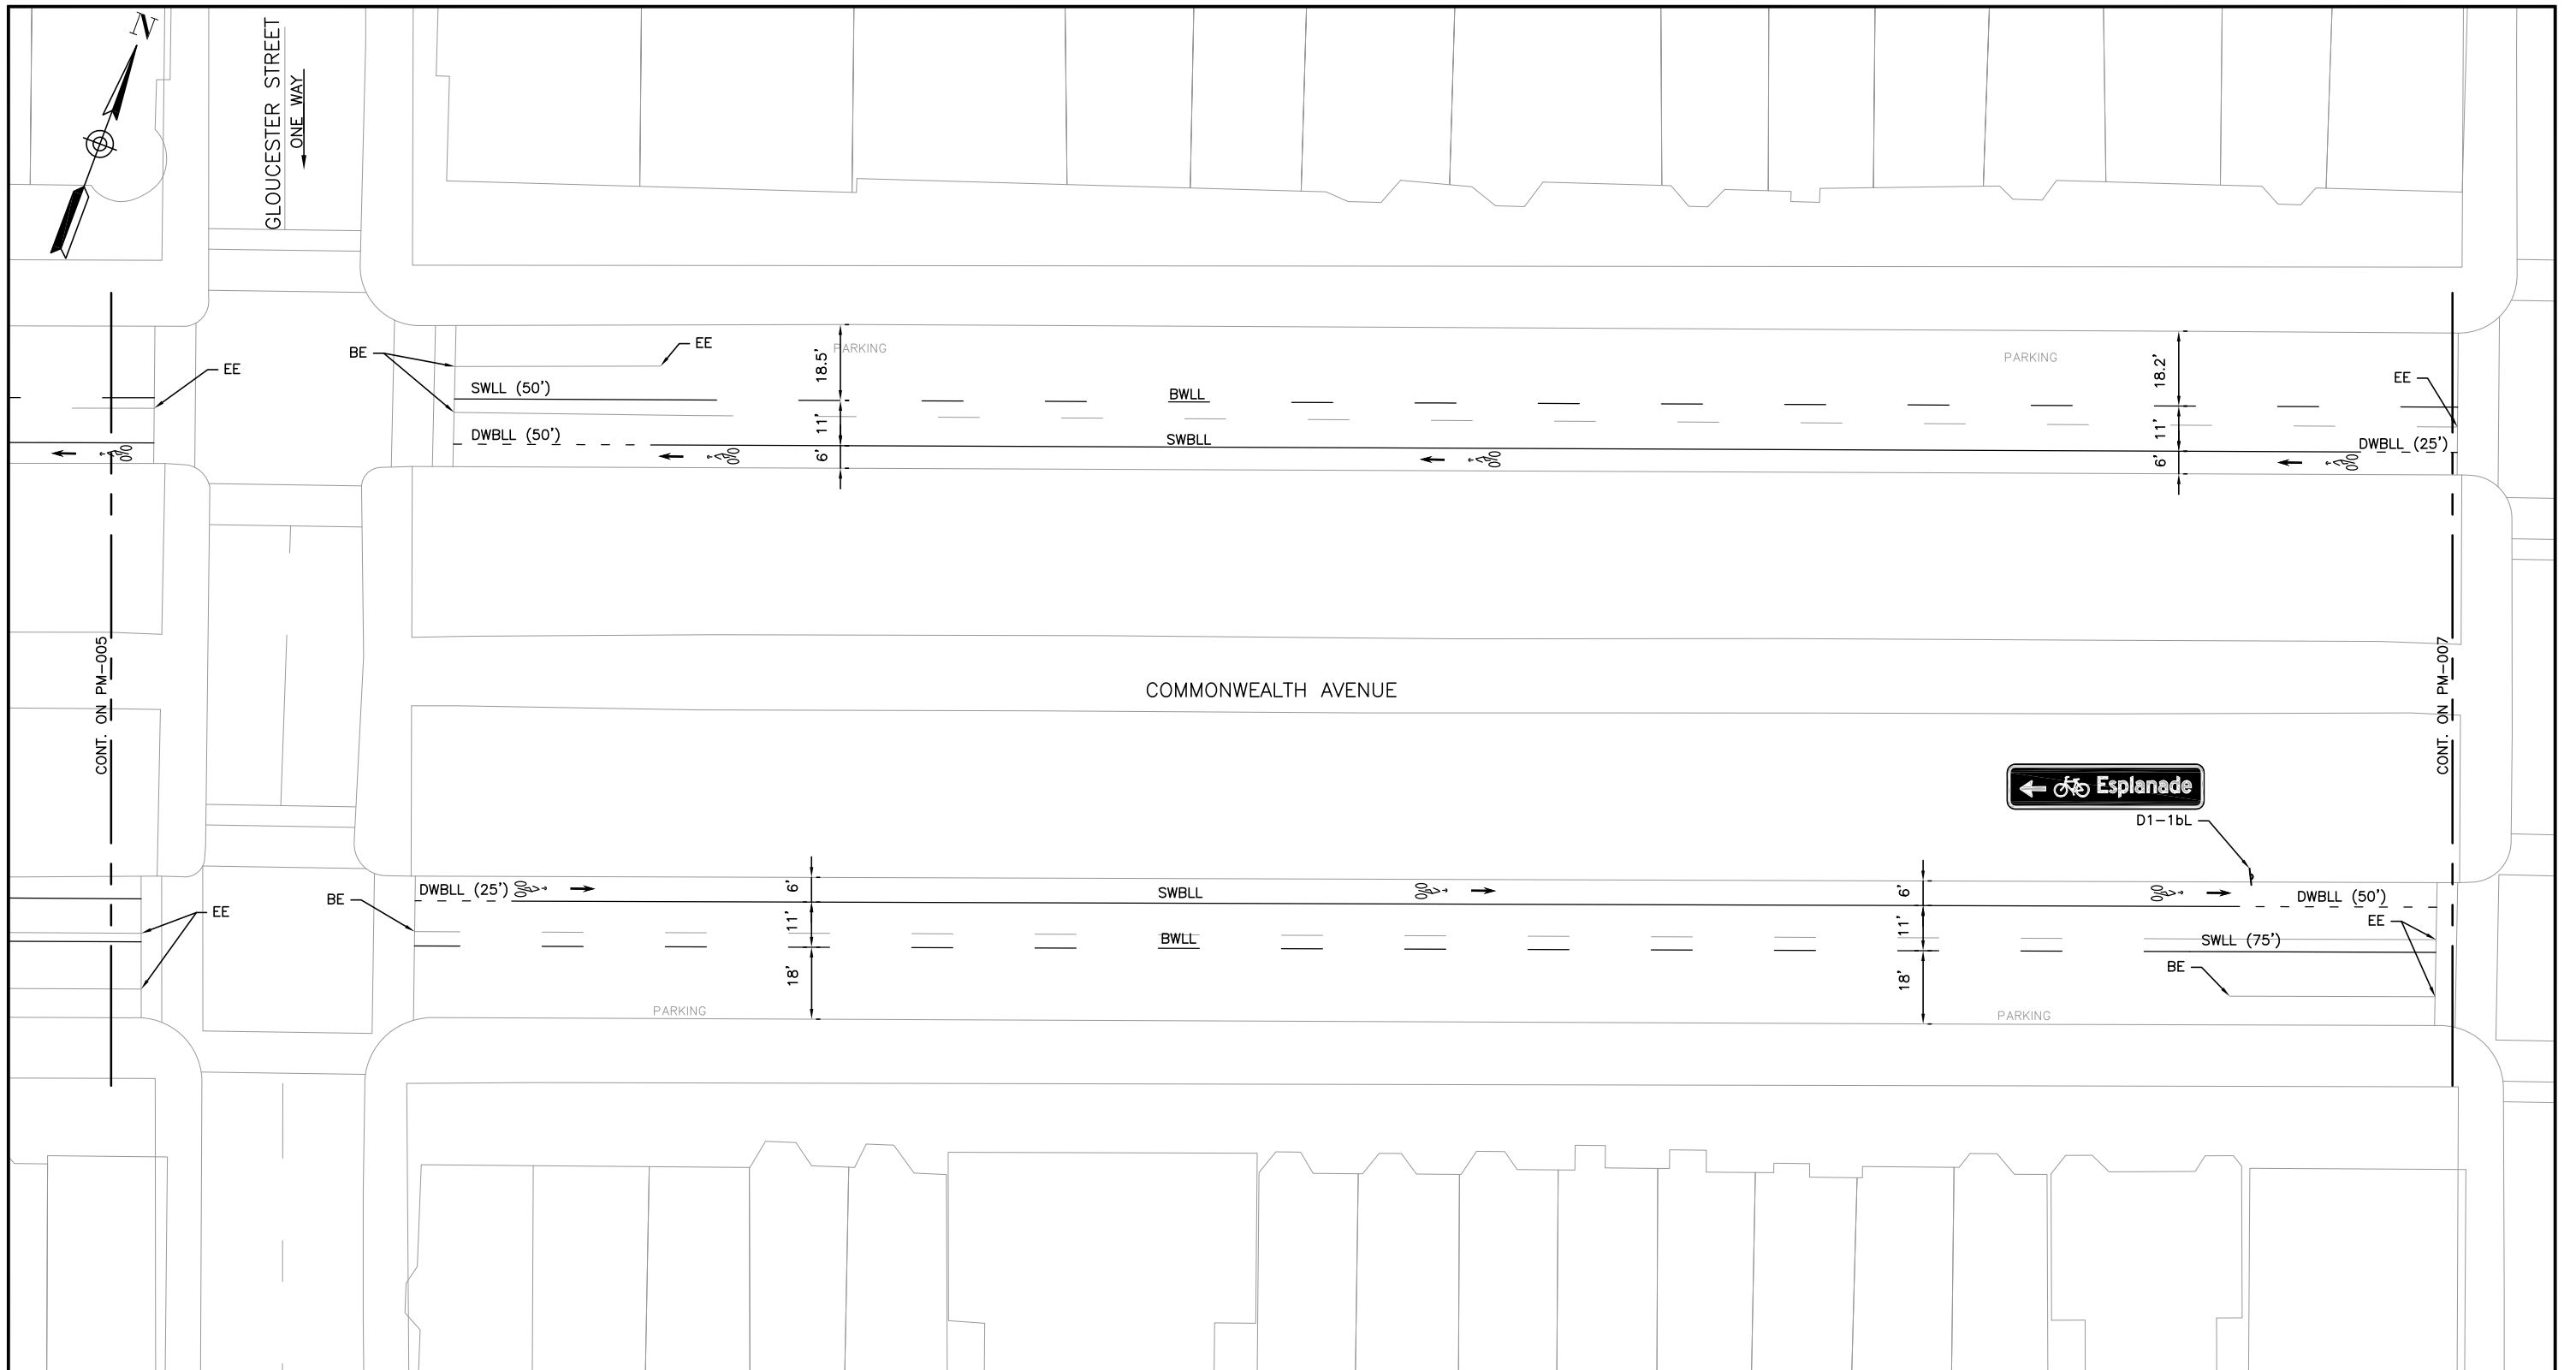 N
GLOUCESTER STREET
ONE WAY
EE
BE
EE
SWLL (50')
DWBLL (50')
18.5'
11'
6'
PARKING
BWLL
SWBLL
PARKING
18.2'
11'
6'
EE
DWBLL (25')
CONT. ON PM-005
COMMONWEALTH AVENUE
CONT. ON PM-007
Esplanade
D1-1bL
EE
BE
DWBLL (25')
6'
11'
18'
SWBLL
BWLL
PARKING
6'
11'
18'
DWBLL (50')
EE
SWLL (75')
BE
PARKING